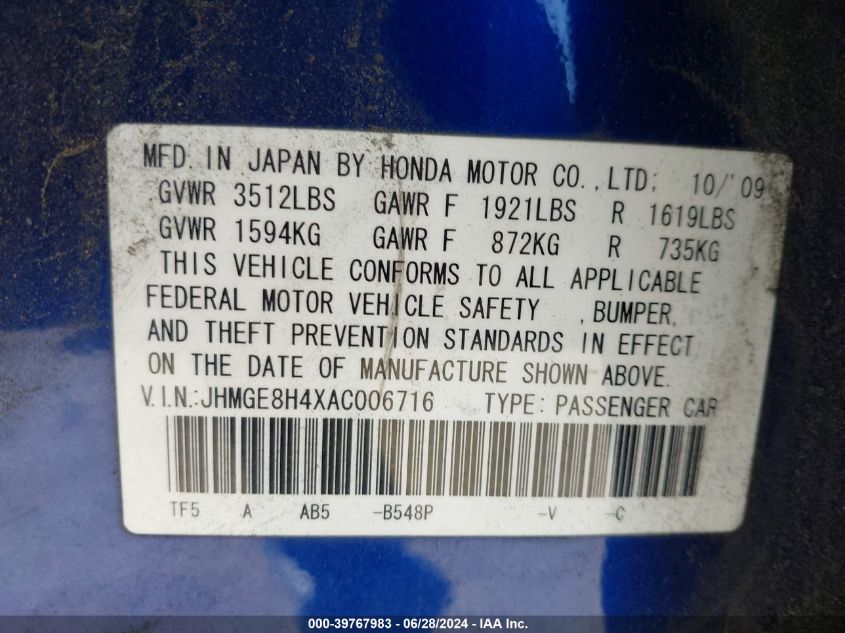 MFD. IN JAPAN BY HONDA MOTOR CO., LTD; 10/'09
GVWR 3512LBS GAWR F 1921LBS R 1619LBS
GVWR 1594KG GAWR F 872KG R 735KG
THIS VEHICLE CONFORMS TO ALL APPLICABLE
FEDERAL MOTOR VEHICLE SAFETY , BUMPER,
AND THEFT PREVENTION STANDARDS IN EFFECT
ON THE DATE OF MANUFACTURE SHOWN ABOVE.
V.I.N.:JHMGE8H4XAC006716 TYPE: PASSENGER CAR
TF5 A AB5 -B548P -V -C
000-39767983 - 06/28/2024 - IAA Inc.